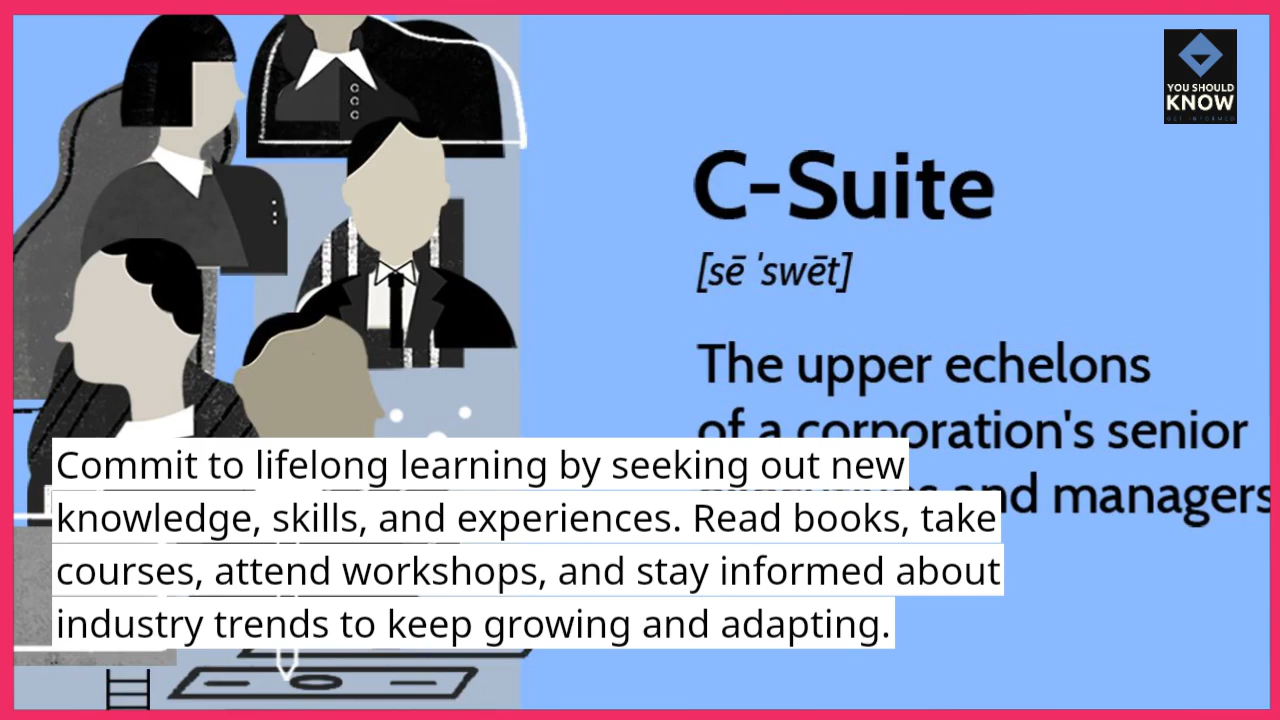 YOU SHOULD
KNOW
GET INFORMED
C-Suite
[sē 'swēt]
The upper echelons
of a corporation's senior
and managers
Commit to lifelong learning by seeking out new
knowledge, skills, and experiences. Read books, take
courses, attend workshops, and stay informed about
industry trends to keep growing and adapting.